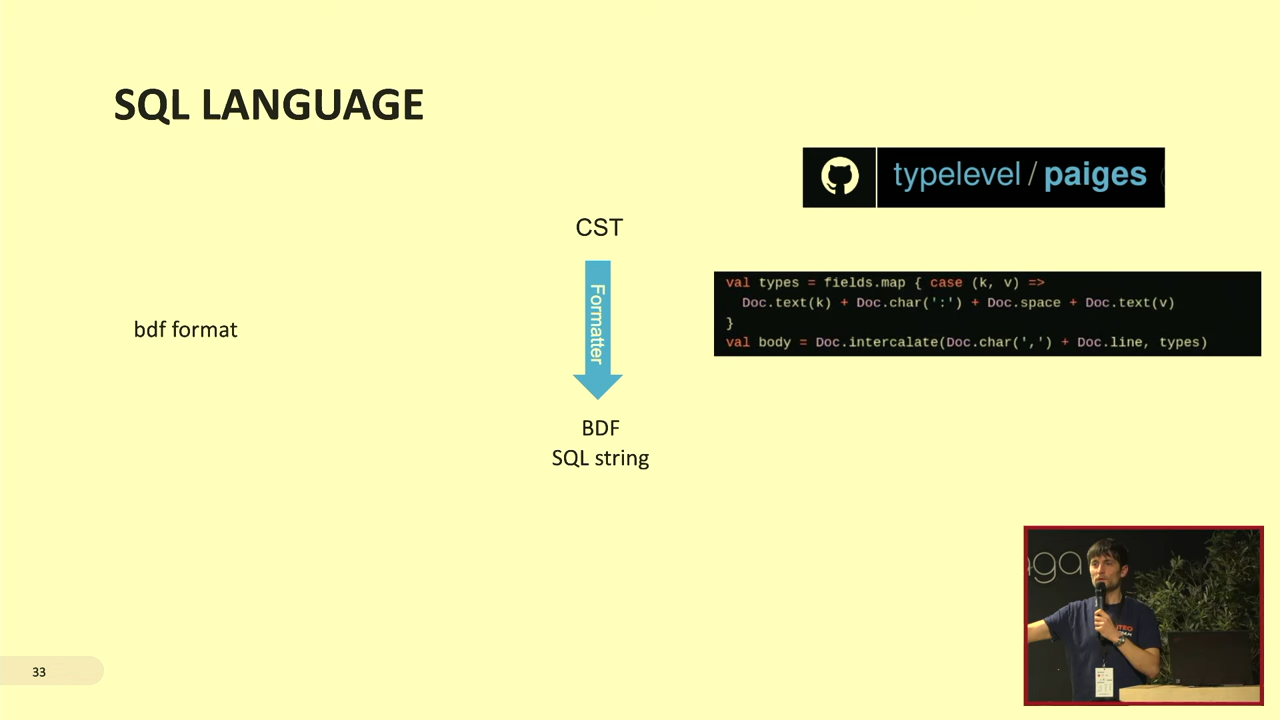 SQL LANGUAGE
typelevel / paiges
CST
Formatter
bdf format
val types = fields.map { case (k, v) =>
  Doc.text(k) + Doc.char(':') + Doc.space + Doc.text(v)
}
val body = Doc.intercalate(Doc.char(',') + Doc.line, types)
BDF
SQL string
33